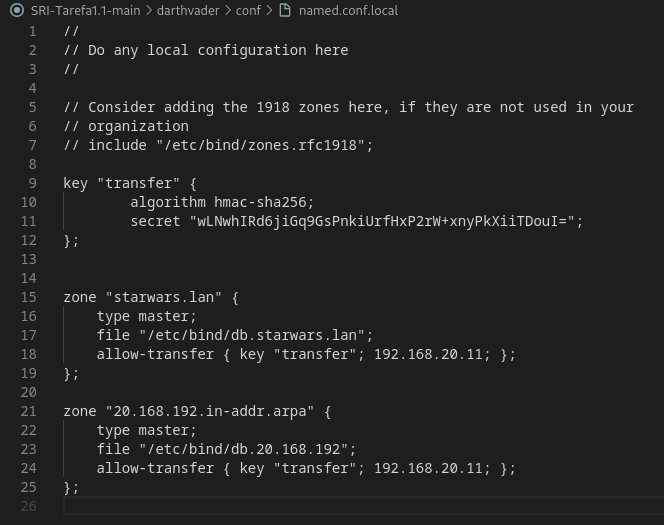 SRI-Tarefa1.1-main > darthvader > conf > named.conf.local
1 //
2 // Do any local configuration here
3 //
4
5 // Consider adding the 1918 zones here, if they are not used in your
6 // organization
7 // include "/etc/bind/zones.rfc1918";
8
9 key "transfer" {
10 algorithm hmac-sha256;
11 secret "wLNwhIRd6jiGq9GsPnkiUrfHxP2rW+xnyPkXiiTDouI=";
12 };
13
14
15 zone "starwars.lan" {
16 type master;
17 file "/etc/bind/db.starwars.lan";
18 allow-transfer { key "transfer"; 192.168.20.11; };
19 };
20
21 zone "20.168.192.in-addr.arpa" {
22 type master;
23 file "/etc/bind/db.20.168.192";
24 allow-transfer { key "transfer"; 192.168.20.11; };
25 };
26